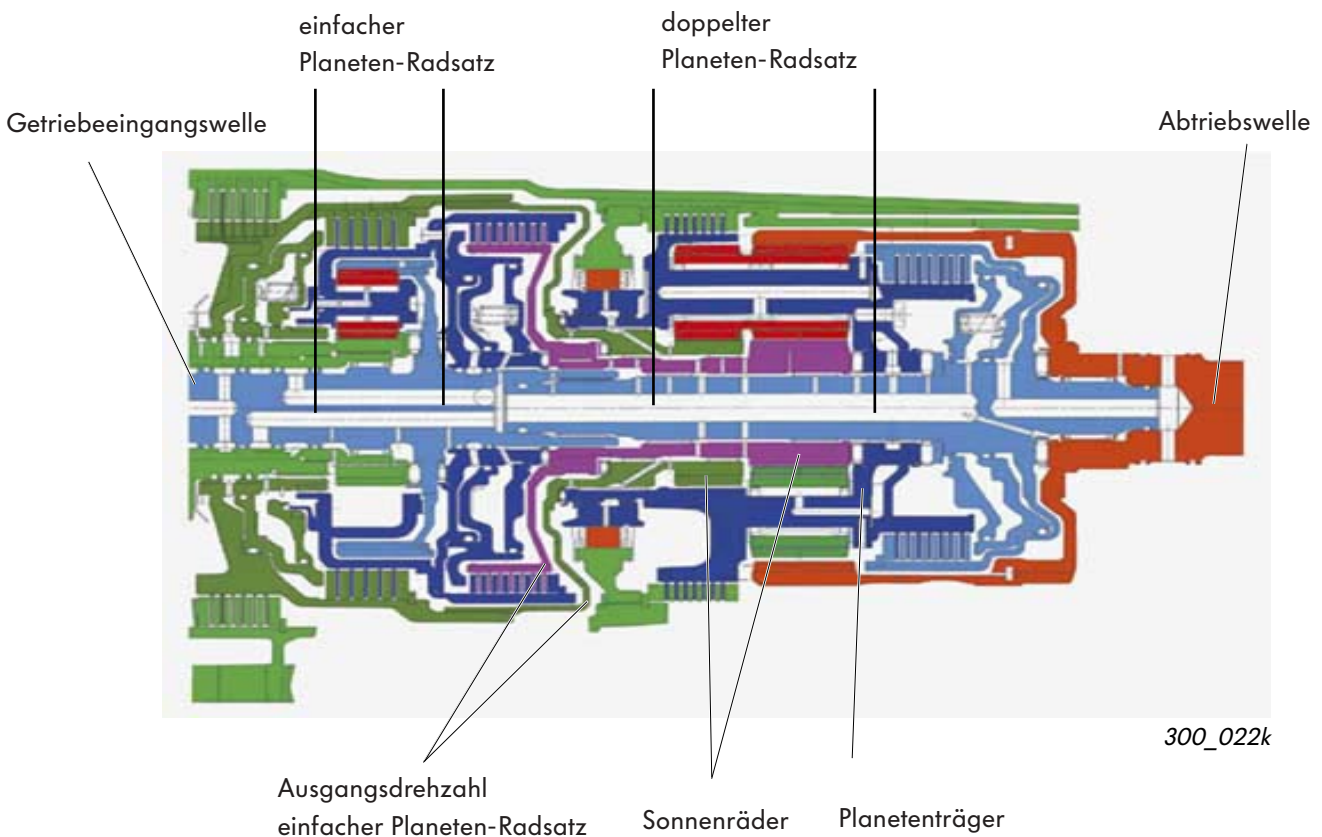 einfacher
Planeten-Radsatz
doppelter
Planeten-Radsatz
Getriebeeingangswelle
Abtriebswelle
300_022k
Ausgangsdrehzahl
einfacher Planeten-Radsatz
Sonnenräder
Planetenträger